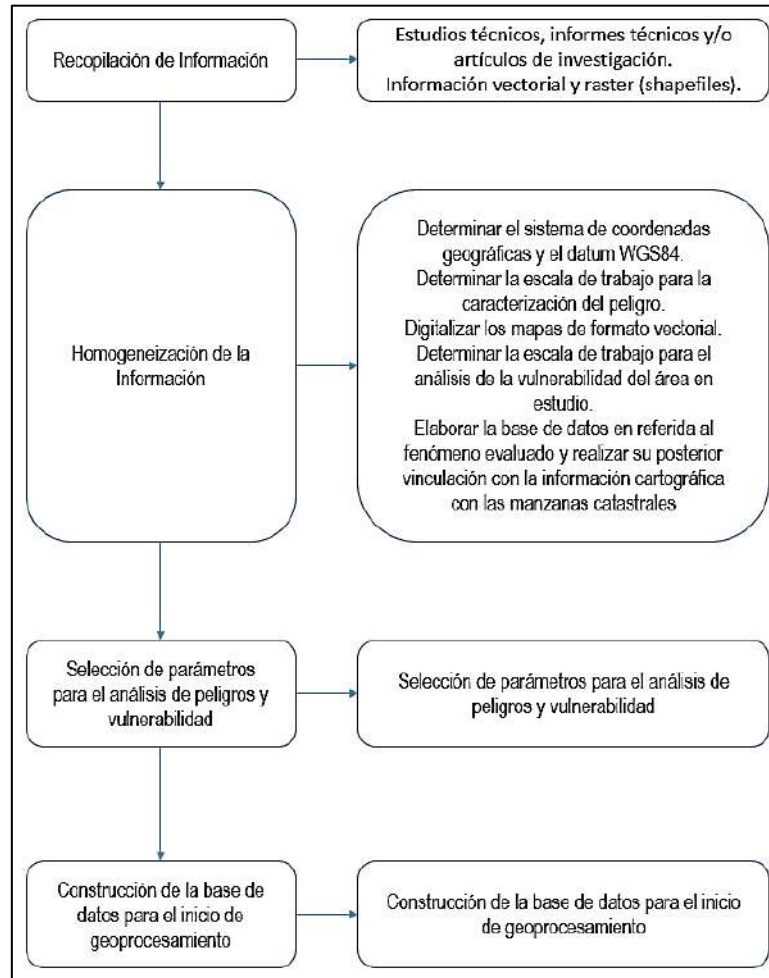 Recopilación de Información
Estudios técnicos, informes técnicos y/o
artículos de investigación.
Información vectorial y raster (shapefiles).
Homogeneización de la
Información
Determinar el sistema de coordenadas
geográficas y el datum WGS84.
Determinar la escala de trabajo para la
caracterización del peligro.
Digitalizar los mapas de formato vectorial.
Determinar la escala de trabajo para el
análisis de la vulnerabilidad del área en
estudio.
Elaborar la base de datos en referida al
fenómeno evaluado y realizar su posterior
vinculación con la información cartográfica
con las manzanas catastrales
Selección de parámetros
para el análisis de peligros y
vulnerabilidad
Selección de parámetros para el análisis de
peligros y vulnerabilidad
Construcción de la base de
datos para el inicio de
geoprocesamiento
Construcción de la base de datos para el inicio
de geoprocesamiento